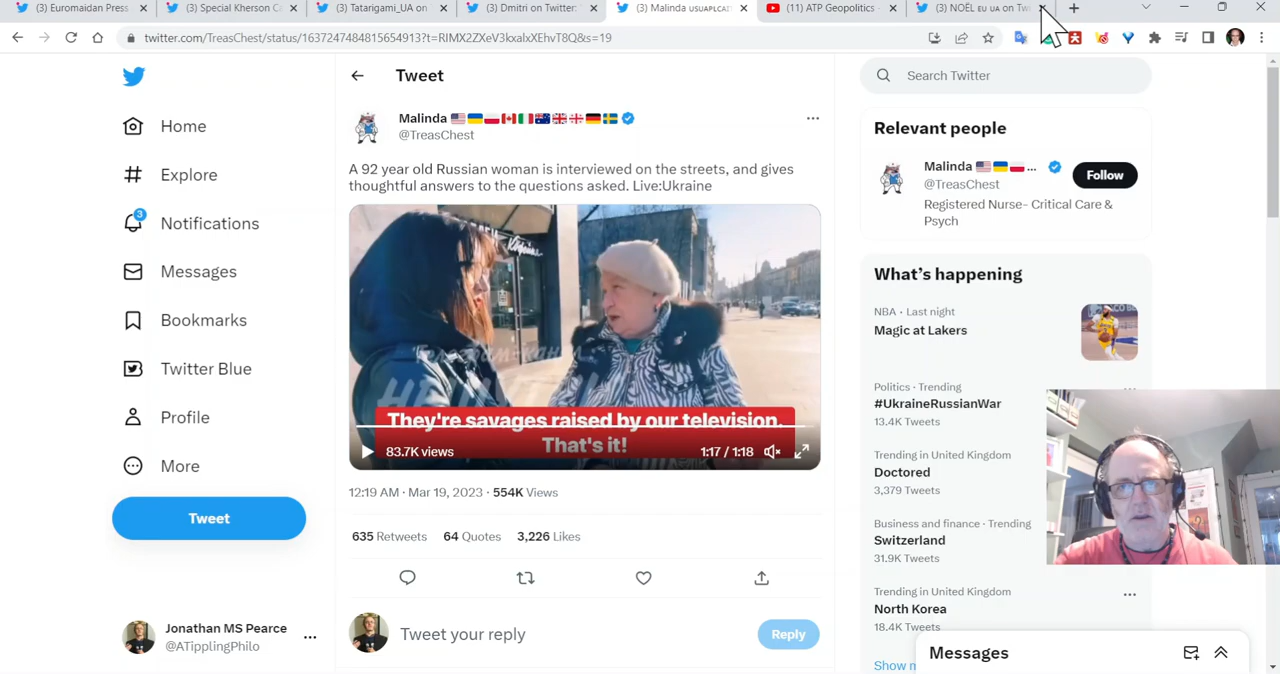 (3) Euromaidan Press
(3) Special Kherson Ca
(3) Tatarigami_UA on
(3) Dmitri on Twitter:
(3) Malinda
(11) ATP Geopolitics -
(3) NOËL EU UA on Tw
twitter.com/TreasChest/status/1637247484815654913?t=RIMX2ZXeV3kxalxXEhvT8Q&s=19
Tweet
Search Twitter
Home
Explore
3
Notifications
Messages
Bookmarks
Twitter Blue
Profile
More
Tweet
Jonathan MS Pearce
@ATipplingPhilo
Malinda
@TreasChest
A 92 year old Russian woman is interviewed on the streets, and gives
thoughtful answers to the questions asked. Live:Ukraine
They're savages raised by our television.
That's it!
83.7K views
1:17 / 1:18
12:19 AM · Mar 19, 2023 · 554K Views
635 Retweets 64 Quotes 3,226 Likes
Tweet your reply
Reply
Relevant people
Malinda
...
@TreasChest
Follow
Registered Nurse- Critical Care &
Psych
What's happening
NBA · Last night
Magic at Lakers
Politics · Trending
#UkraineRussianWar
13.4K Tweets
Trending in United Kingdom
Doctored
3,379 Tweets
Business and finance · Trending
Switzerland
31.9K Tweets
Trending in United Kingdom
North Korea
18.4K Tweets
Messages